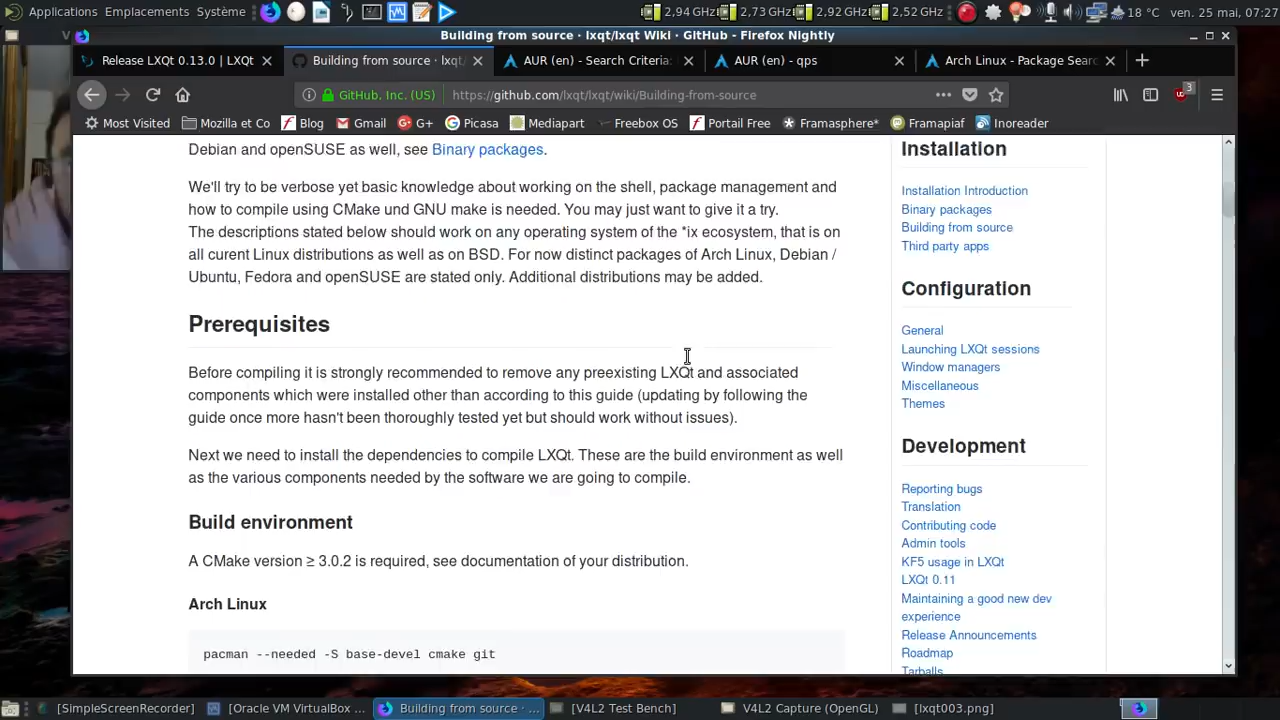 Applications Emplacements Système 2,94 GHz 2,73 GHz 2,92 GHz 2,52 GHz 18 °C ven. 25 mai, 07:27
Building from source · lxqt/lxqt Wiki · GitHub - Firefox Nightly
Release LXQt 0.13.0 | LXQt Building from source · lxqt/ AUR (en) - Search Criteria: AUR (en) - qps Arch Linux - Package Sear
GitHub, Inc. (US) https://github.com/lxqt/lxqt/wiki/Building-from-source 3
Most Visited Mozilla et Co Blog Gmail G+ Picasa Mediapart Freebox OS Portail Free Framasphere* Framapiaf Inoreader
Debian and openSUSE as well, see Binary packages.
We'll try to be verbose yet basic knowledge about working on the shell, package management and
how to compile using CMake und GNU make is needed. You may just want to give it a try.
The descriptions stated below should work on any operating system of the *ix ecosystem, that is on
all curent Linux distributions as well as on BSD. For now distinct packages of Arch Linux, Debian /
Ubuntu, Fedora and openSUSE are stated only. Additional distributions may be added.
Prerequisites
Before compiling it is strongly recommended to remove any preexisting LXQt and associated
components which were installed other than according to this guide (updating by following the
guide once more hasn't been thoroughly tested yet but should work without issues).
Next we need to install the dependencies to compile LXQt. These are the build environment as well
as the various components needed by the software we are going to compile.
Build environment
A CMake version ≥ 3.0.2 is required, see documentation of your distribution.
Arch Linux
pacman --needed -S base-devel cmake git
Installation
Installation Introduction
Binary packages
Building from source
Third party apps
Configuration
General
Launching LXQt sessions
Window managers
Miscellaneous
Themes
Development
Reporting bugs
Translation
Contributing code
Admin tools
KF5 usage in LXQt
LXQt 0.11
Maintaining a good new dev
experience
Release Announcements
Roadmap
Tarballs
[SimpleScreenRecorder] [Oracle VM VirtualBox ... Building from source · ... [V4L2 Test Bench] V4L2 Capture (OpenGL) [lxqt003.png]